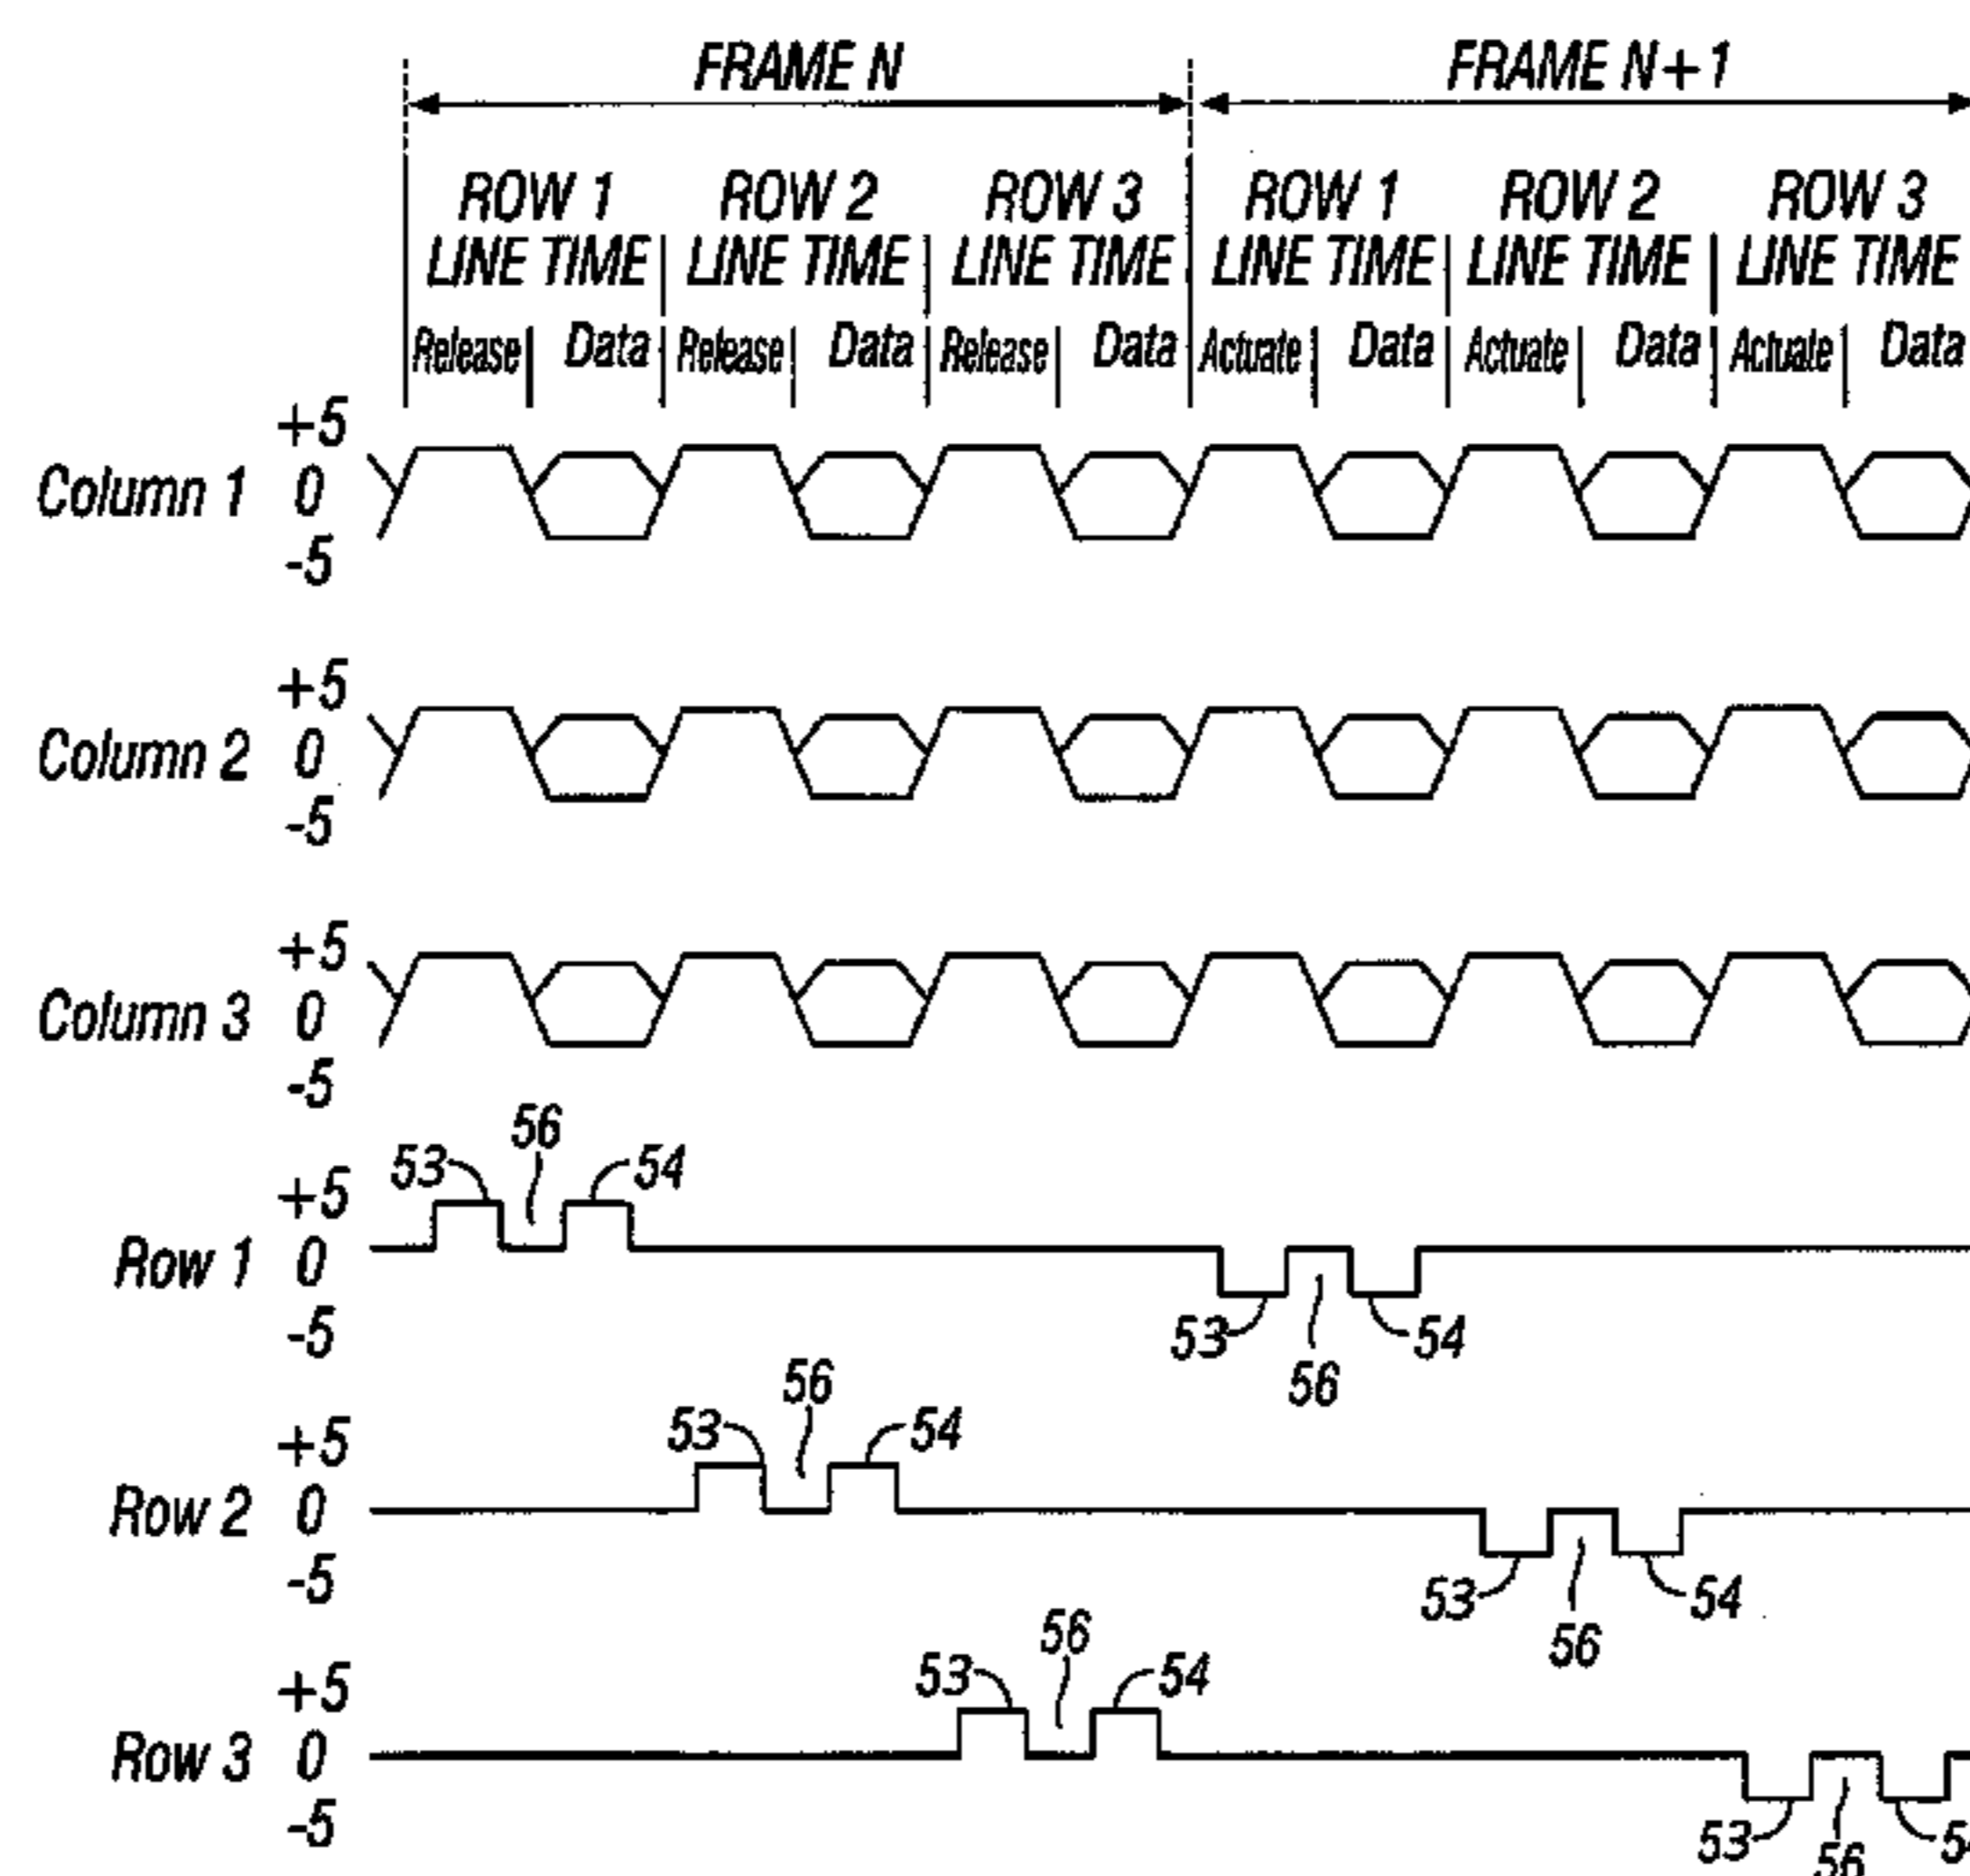 FRAME N FRAME N+1
ROW 1 ROW 2 ROW 3 ROW 1 ROW 2 ROW 3
LINE TIME LINE TIME LINE TIME LINE TIME LINE TIME LINE TIME
Release Data Release Data Release Data Actuate Data Actuate Data Actuate Data
+5
Column 1 0
-5
+5
Column 2 0
-5
+5
Column 3 0
-5
56
53 54
+5
Row 1 0
-5 53 54
56 56
53 54
+5
Row 2 0
-5 53 54
56 56
53 54
+5
Row 3 0
-5 53
56